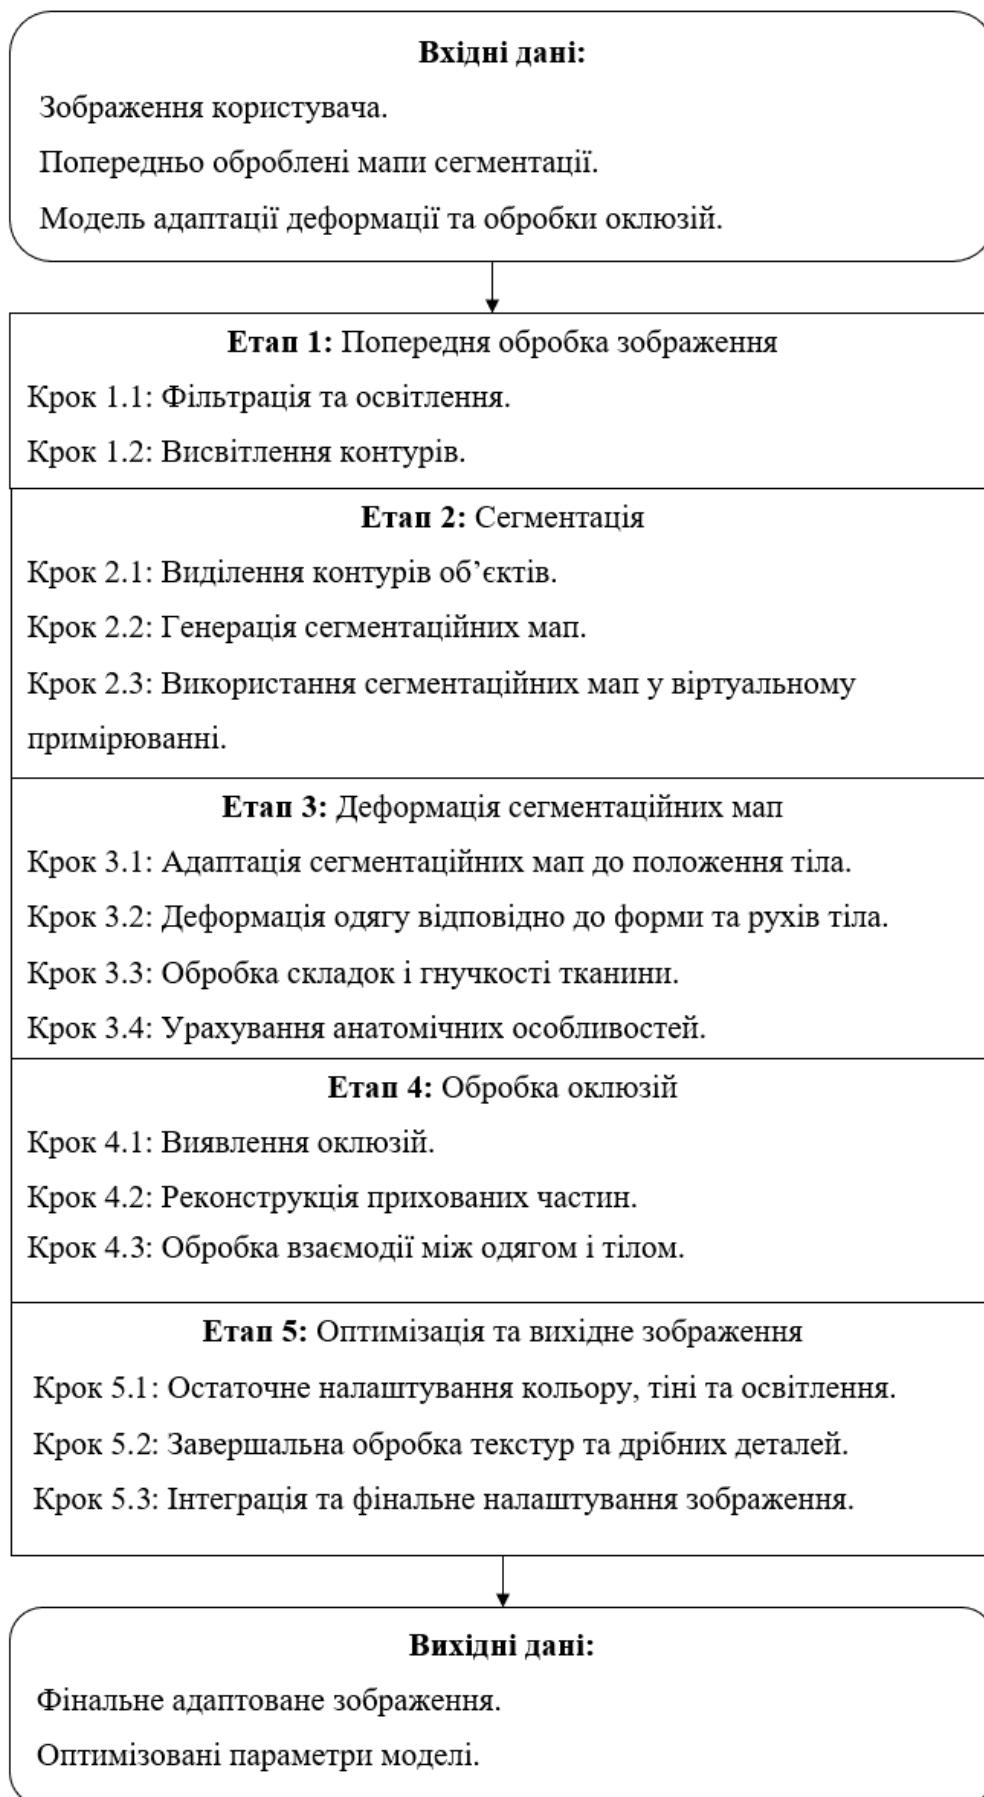 Вхідні дані:
Зображення користувача.
Попередньо оброблені мапи сегментації.
Модель адаптації деформації та обробки оклюзій.
Етап 1: Попередня обробка зображення
Крок 1.1: Фільтрація та освітлення.
Крок 1.2: Висвітлення контурів.
Етап 2: Сегментація
Крок 2.1: Виділення контурів об’єктів.
Крок 2.2: Генерація сегментаційних мап.
Крок 2.3: Використання сегментаційних мап у віртуальному
примірюванні.
Етап 3: Деформація сегментаційних мап
Крок 3.1: Адаптація сегментаційних мап до положення тіла.
Крок 3.2: Деформація одягу відповідно до форми та рухів тіла.
Крок 3.3: Обробка складок і гнучкості тканини.
Крок 3.4: Урахування анатомічних особливостей.
Етап 4: Обробка оклюзій
Крок 4.1: Виявлення оклюзій.
Крок 4.2: Реконструкція прихованих частин.
Крок 4.3: Обробка взаємодії між одягом і тілом.
Етап 5: Оптимізація та вихідне зображення
Крок 5.1: Остаточне налаштування кольору, тіні та освітлення.
Крок 5.2: Завершальна обробка текстур та дрібних деталей.
Крок 5.3: Інтеграція та фінальне налаштування зображення.
Вихідні дані:
Фінальне адаптоване зображення.
Оптимізовані параметри моделі.